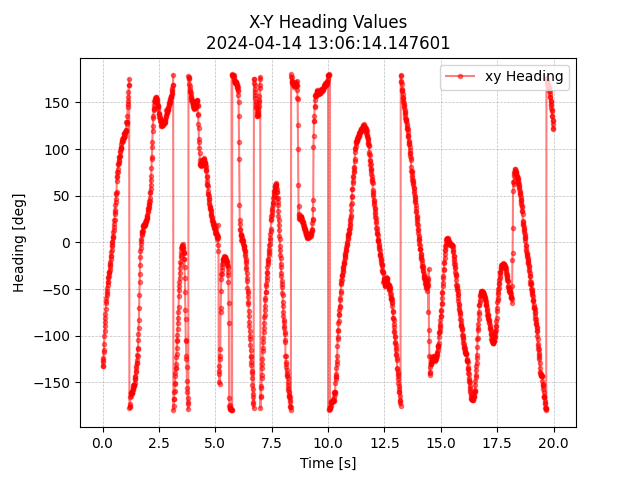 X-Y Heading Values
2024-04-14 13:06:14.147601
xy Heading
Heading [deg]
150
100
50
0
−50
−100
−150
0.0 2.5 5.0 7.5 10.0 12.5 15.0 17.5 20.0
Time [s]